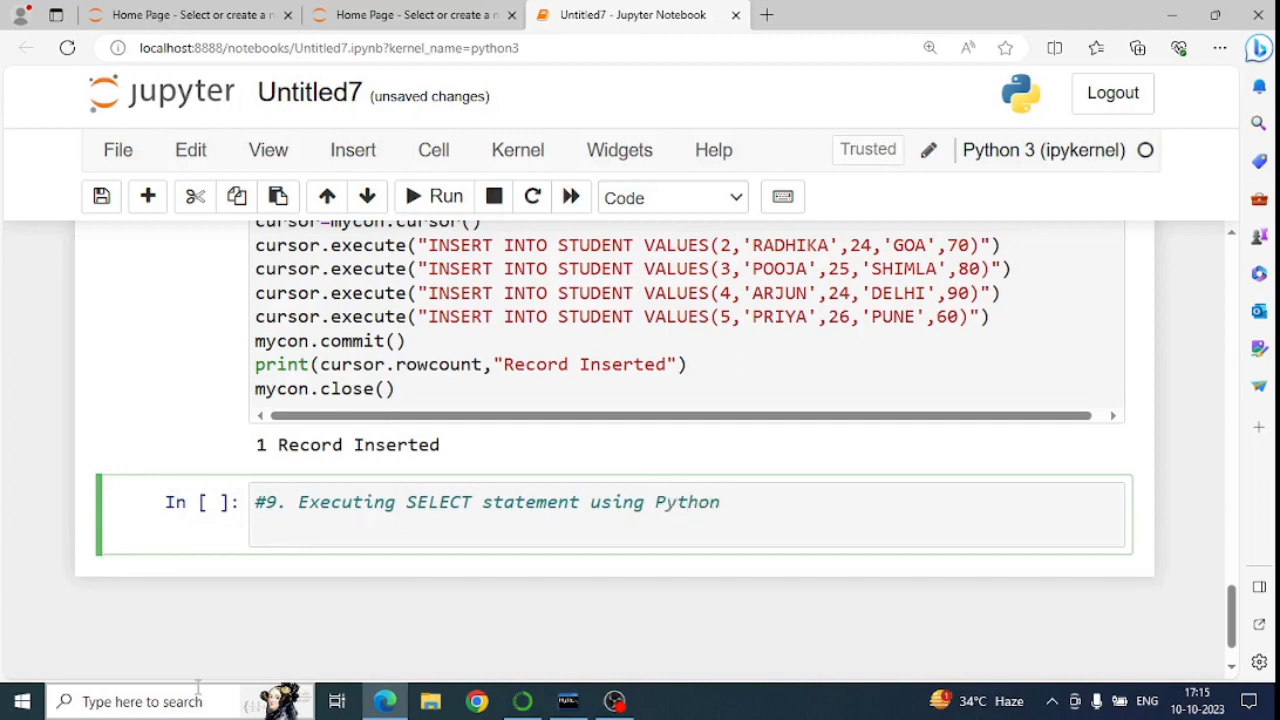 Home Page - Select or create a n
Home Page - Select or create a n
Untitled7 - Jupyter Notebook
localhost:8888/notebooks/Untitled7.ipynb?kernel_name=python3
jupyter Untitled7 (unsaved changes)
Logout
File Edit View Insert Cell Kernel Widgets Help
Trusted
Python 3 (ipykernel)
Run
Code
cursor=mycon.cursor()
cursor.execute("INSERT INTO STUDENT VALUES(2,'RADHIKA',24,'GOA',70)")
cursor.execute("INSERT INTO STUDENT VALUES(3,'POOJA',25,'SHIMLA',80)")
cursor.execute("INSERT INTO STUDENT VALUES(4,'ARJUN',24,'DELHI',90)")
cursor.execute("INSERT INTO STUDENT VALUES(5,'PRIYA',26,'PUNE',60)")
mycon.commit()
print(cursor.rowcount,"Record Inserted")
mycon.close()
1 Record Inserted
In [ ]: #9. Executing SELECT statement using Python
Type here to search
34°C Haze
ENG
17:15
10-10-2023